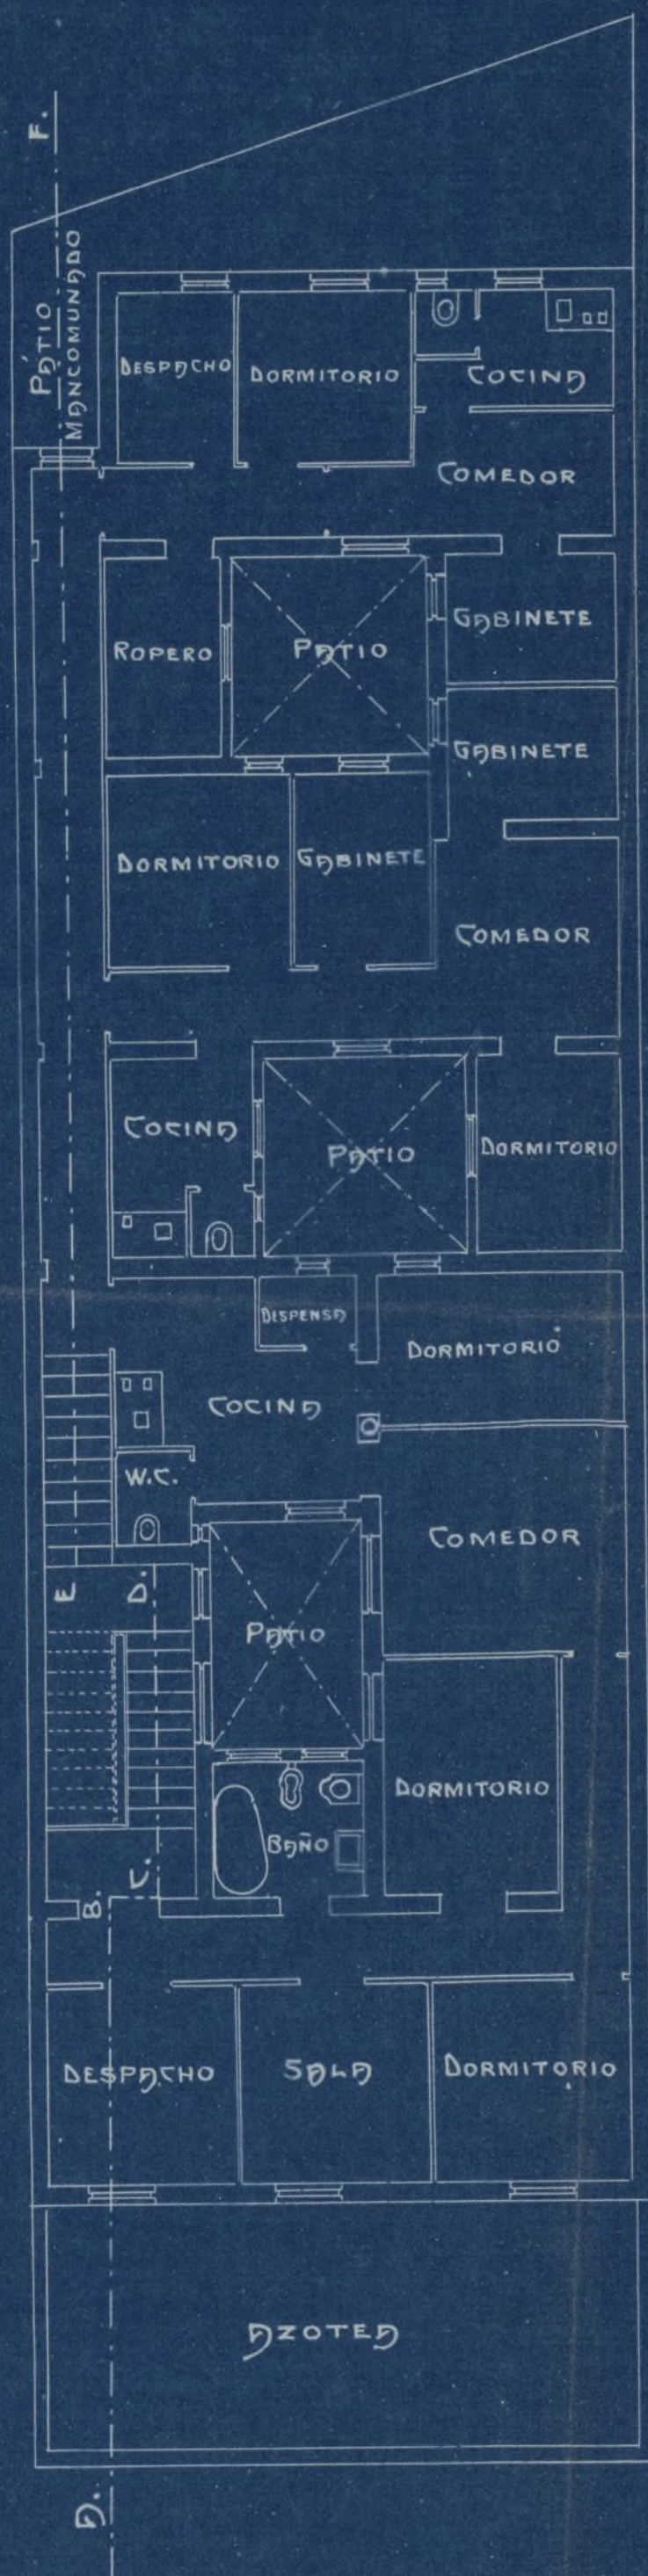 F.
PÁTIO
MANCOMUNADO
DESPACHO
DORMITORIO
COCINA
COMEDOR
GABINETE
ROPERO
PATIO
GABINETE
DORMITORIO
GABINETE
COMEDOR
COCINA
PATIO
DORMITORIO
DESPENSA
DORMITORIO
COCINA
W.C.
COMEDOR
E
D.
PATIO
DORMITORIO
BAÑO
C.
B.
DESPACHO
SALA
DORMITORIO
AZOTEA
A.